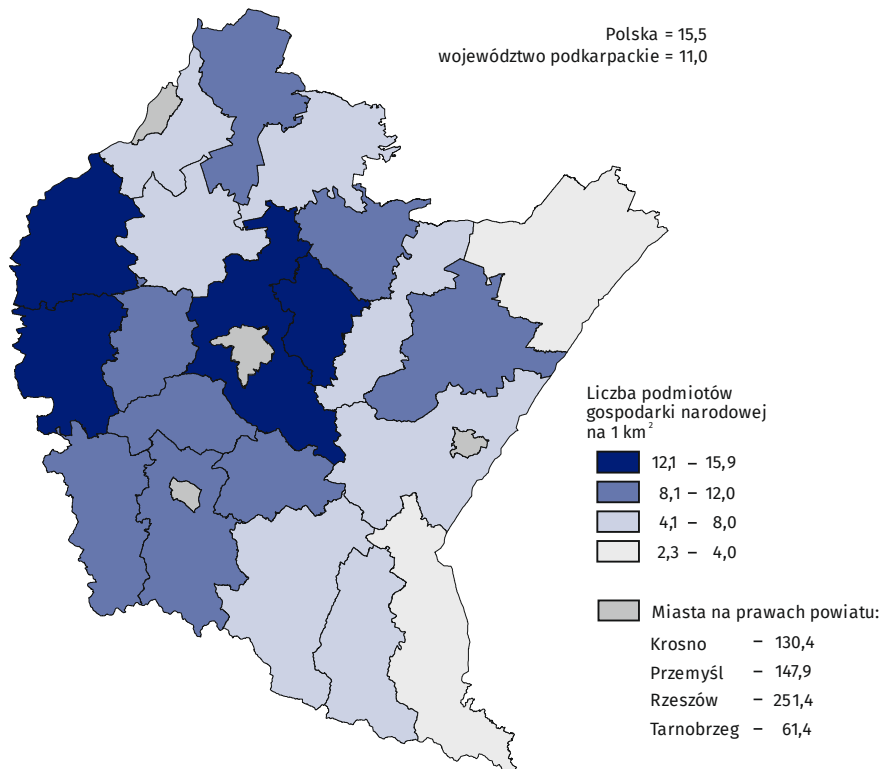 Polska = 15,5
województwo podkarpackie = 11,0
Liczba podmiotów
gospodarki narodowej
na 1 km²
12,1 – 15,9
8,1 – 12,0
4,1 – 8,0
2,3 – 4,0
Miasta na prawach powiatu:
Krosno – 130,4
Przemyśl – 147,9
Rzeszów – 251,4
Tarnobrzeg – 61,4